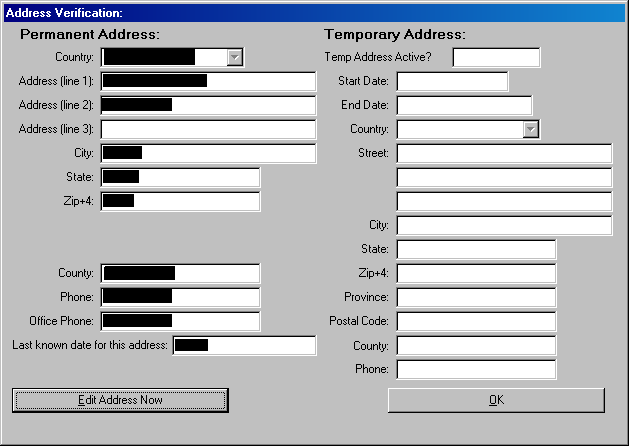 Address Verification:
Permanent Address:
Country:
Address (line 1):
Address (line 2):
Address (line 3):
City:
State:
Zip+4:
County:
Phone:
Office Phone:
Last known date for this address:
Edit Address Now
Temporary Address:
Temp Address Active?
Start Date:
End Date:
Country:
Street:
City:
State:
Zip+4:
Province:
Postal Code:
County:
Phone:
OK